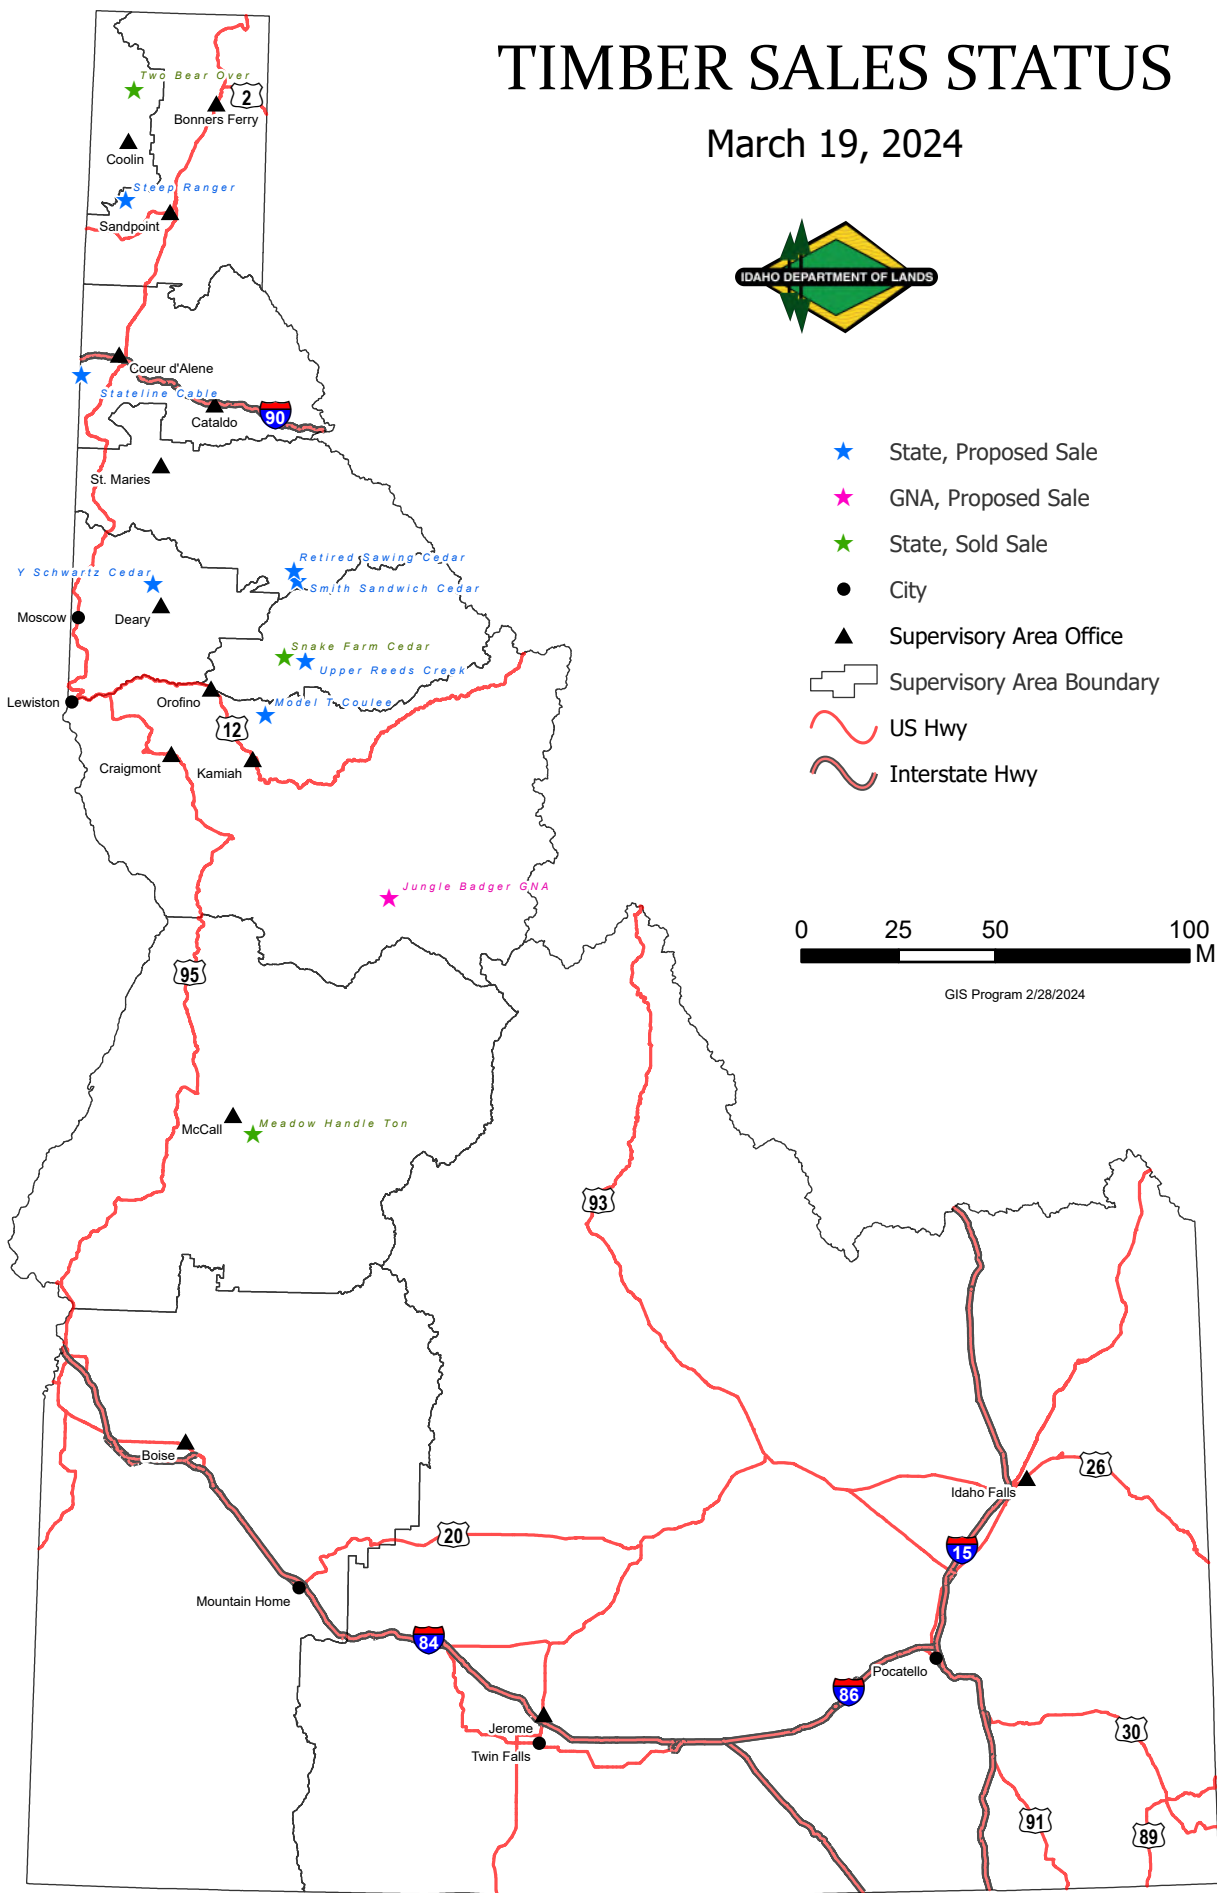 TIMBER SALES STATUS
March 19, 2024
IDAHO DEPARTMENT OF LANDS
Two Bear Over
2
Bonners Ferry
Coolin
Steep Ranger
Sandpoint
Coeur d'Alene
Stateline Cable
90
Cataldo
St. Maries
State, Proposed Sale
GNA, Proposed Sale
State, Sold Sale
City
Supervisory Area Office
Supervisory Area Boundary
US Hwy
Interstate Hwy
Retired Sawing Cedar
Y Schwartz Cedar
Smith Sandwich Cedar
Moscow
Deary
Snake Farm Cedar
Upper Reeds Creek
Lewiston
Orofino
Model T Coulee
12
Craigmont
Kamiah
Jungle Badger GNA
0 25 50 100
M
GIS Program 2/28/2024
95
McCall
Meadow Handle Ton
93
Boise
26
Idaho Falls
20
15
Mountain Home
84
Pocatello
86
Jerome
Twin Falls
30
91
89